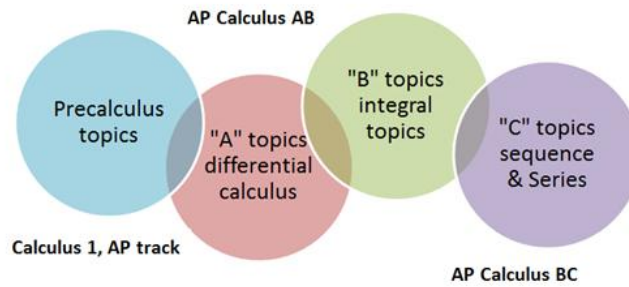 AP Calculus AB
Precalculus
topics
"A" topics
differential
calculus
"B" topics
integral
topics
"C" topics
sequence
& Series
Calculus 1, AP track
AP Calculus BC